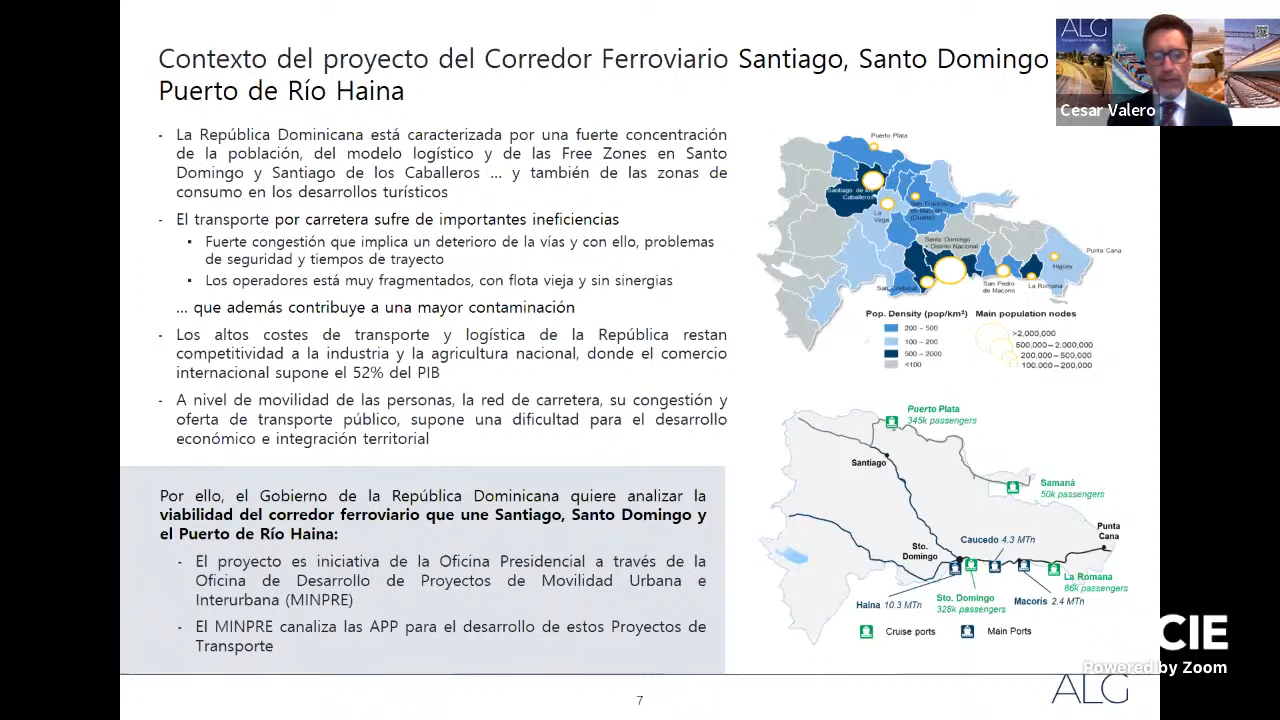 Contexto del proyecto del Corredor Ferroviario Santiago, Santo Domingo
Puerto de Río Haina
- La República Dominicana está caracterizada por una fuerte concentración
de la población, del modelo logístico y de las Free Zones en Santo
Domingo y Santiago de los Caballeros ... y también de las zonas de
consumo en los desarrollos turísticos
- El transporte por carretera sufre de importantes ineficiencias
▪ Fuerte congestión que implica un deterioro de la vías y con ello, problemas
de seguridad y tiempos de trayecto
▪ Los operadores está muy fragmentados, con flota vieja y sin sinergias
... que además contribuye a una mayor contaminación
- Los altos costes de transporte y logística de la República restan
competitividad a la industria y la agricultura nacional, donde el comercio
internacional supone el 52% del PIB
- A nivel de movilidad de las personas, la red de carretera, su congestión y
oferta de transporte público, supone una dificultad para el desarrollo
económico e integración territorial
Por ello, el Gobierno de la República Dominicana quiere analizar la
viabilidad del corredor ferroviario que une Santiago, Santo Domingo y
el Puerto de Río Haina:
- El proyecto es iniciativa de la Oficina Presidencial a través de la
Oficina de Desarrollo de Proyectos de Movilidad Urbana e
Interurbana (MINPRE)
- El MINPRE canaliza las APP para el desarrollo de estos Proyectos de
Transporte
ALG
Cesar Valero
Puerto Plata
Santiago de los
Caballeros
San Francisco
de Macorís
(Duarte)
La
Vega
Santo Domingo
+ Distrito Nacional
Punta Cana
Higüey
San Cristobal
San Pedro
de Macoris
La Romana
Pop. Density (pop/km²)
200 – 500
100 – 200
500 – 2000
<100
Main population nodes
>2,000,000
500,000 – 2,000,000
200,000 – 500,000
100,000 – 200,000
Puerto Plata
345k passengers
Santiago
Samaná
50k passengers
Punta
Cana
Caucedo 4.3 MTn
Sto.
Domingo
La Romana
86k passengers
Haina 10.3 MTn
Sto. Domingo
328k passengers
Macorís 2.4 MTn
Cruise ports
Main Ports
CIE
Powered by Zoom
ALG
7